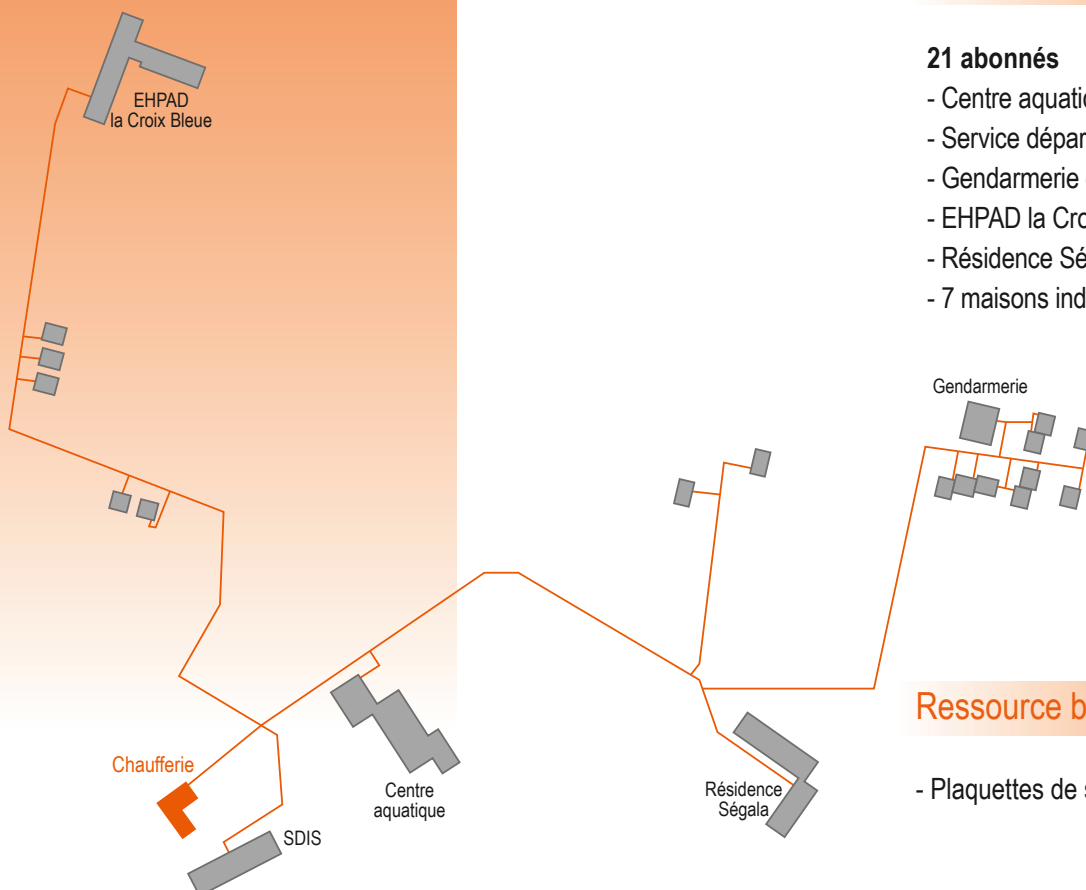 EHPAD
la Croix Bleue
21 abonnés
- Centre aquati
- Service dépar
- Gendarmerie
- EHPAD la Cro
- Résidence Sé
- 7 maisons ind
Gendarmerie
Ressource b
- Plaquettes de s
Chaufferie
Centre
aquatique
Résidence
Ségala
SDIS